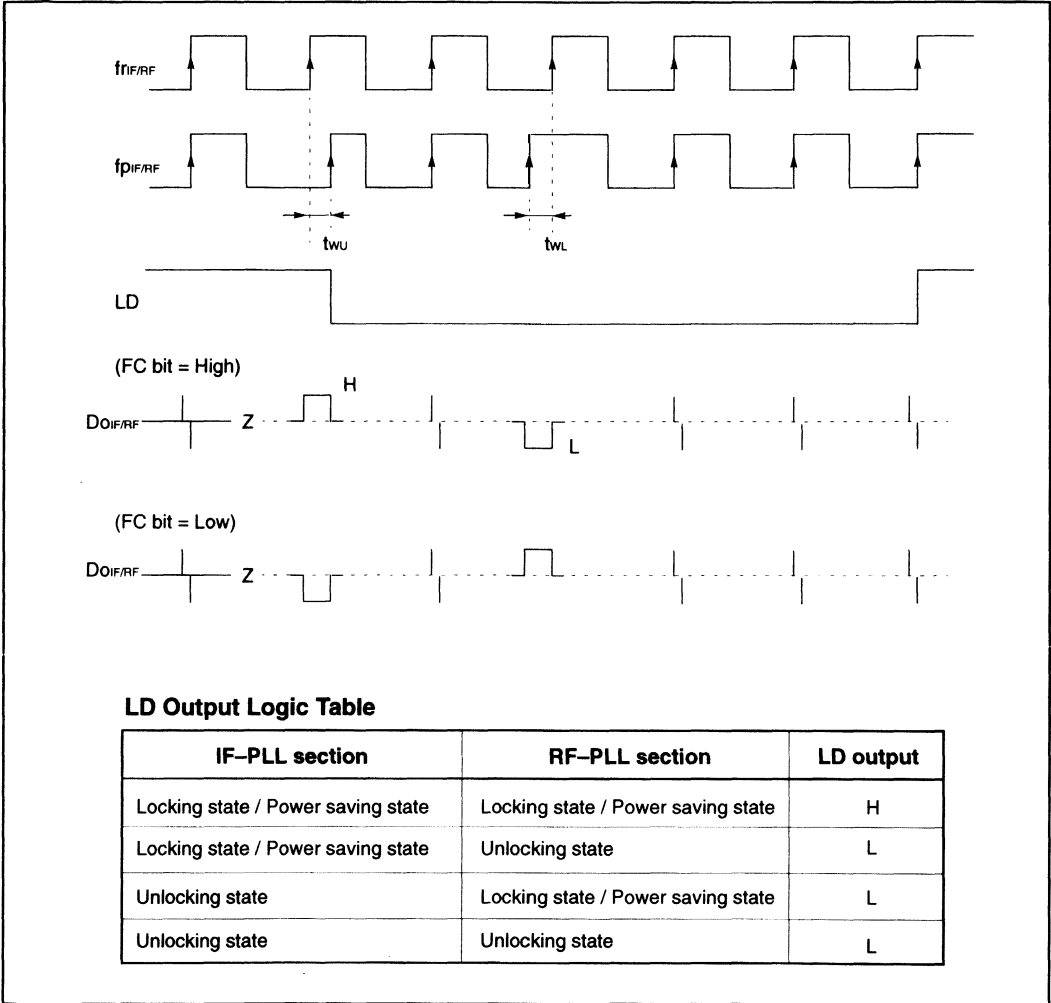 frIF/RF
fpIF/RF
tWU tWL
LD
(FC bit = High)
H
DOIF/RF Z
L
(FC bit = Low)
DOIF/RF Z
LD Output Logic Table
IF–PLL section RF–PLL section LD output
Locking state / Power saving state Locking state / Power saving state H
Locking state / Power saving state Unlocking state L
Unlocking state Locking state / Power saving state L
Unlocking state Unlocking state L